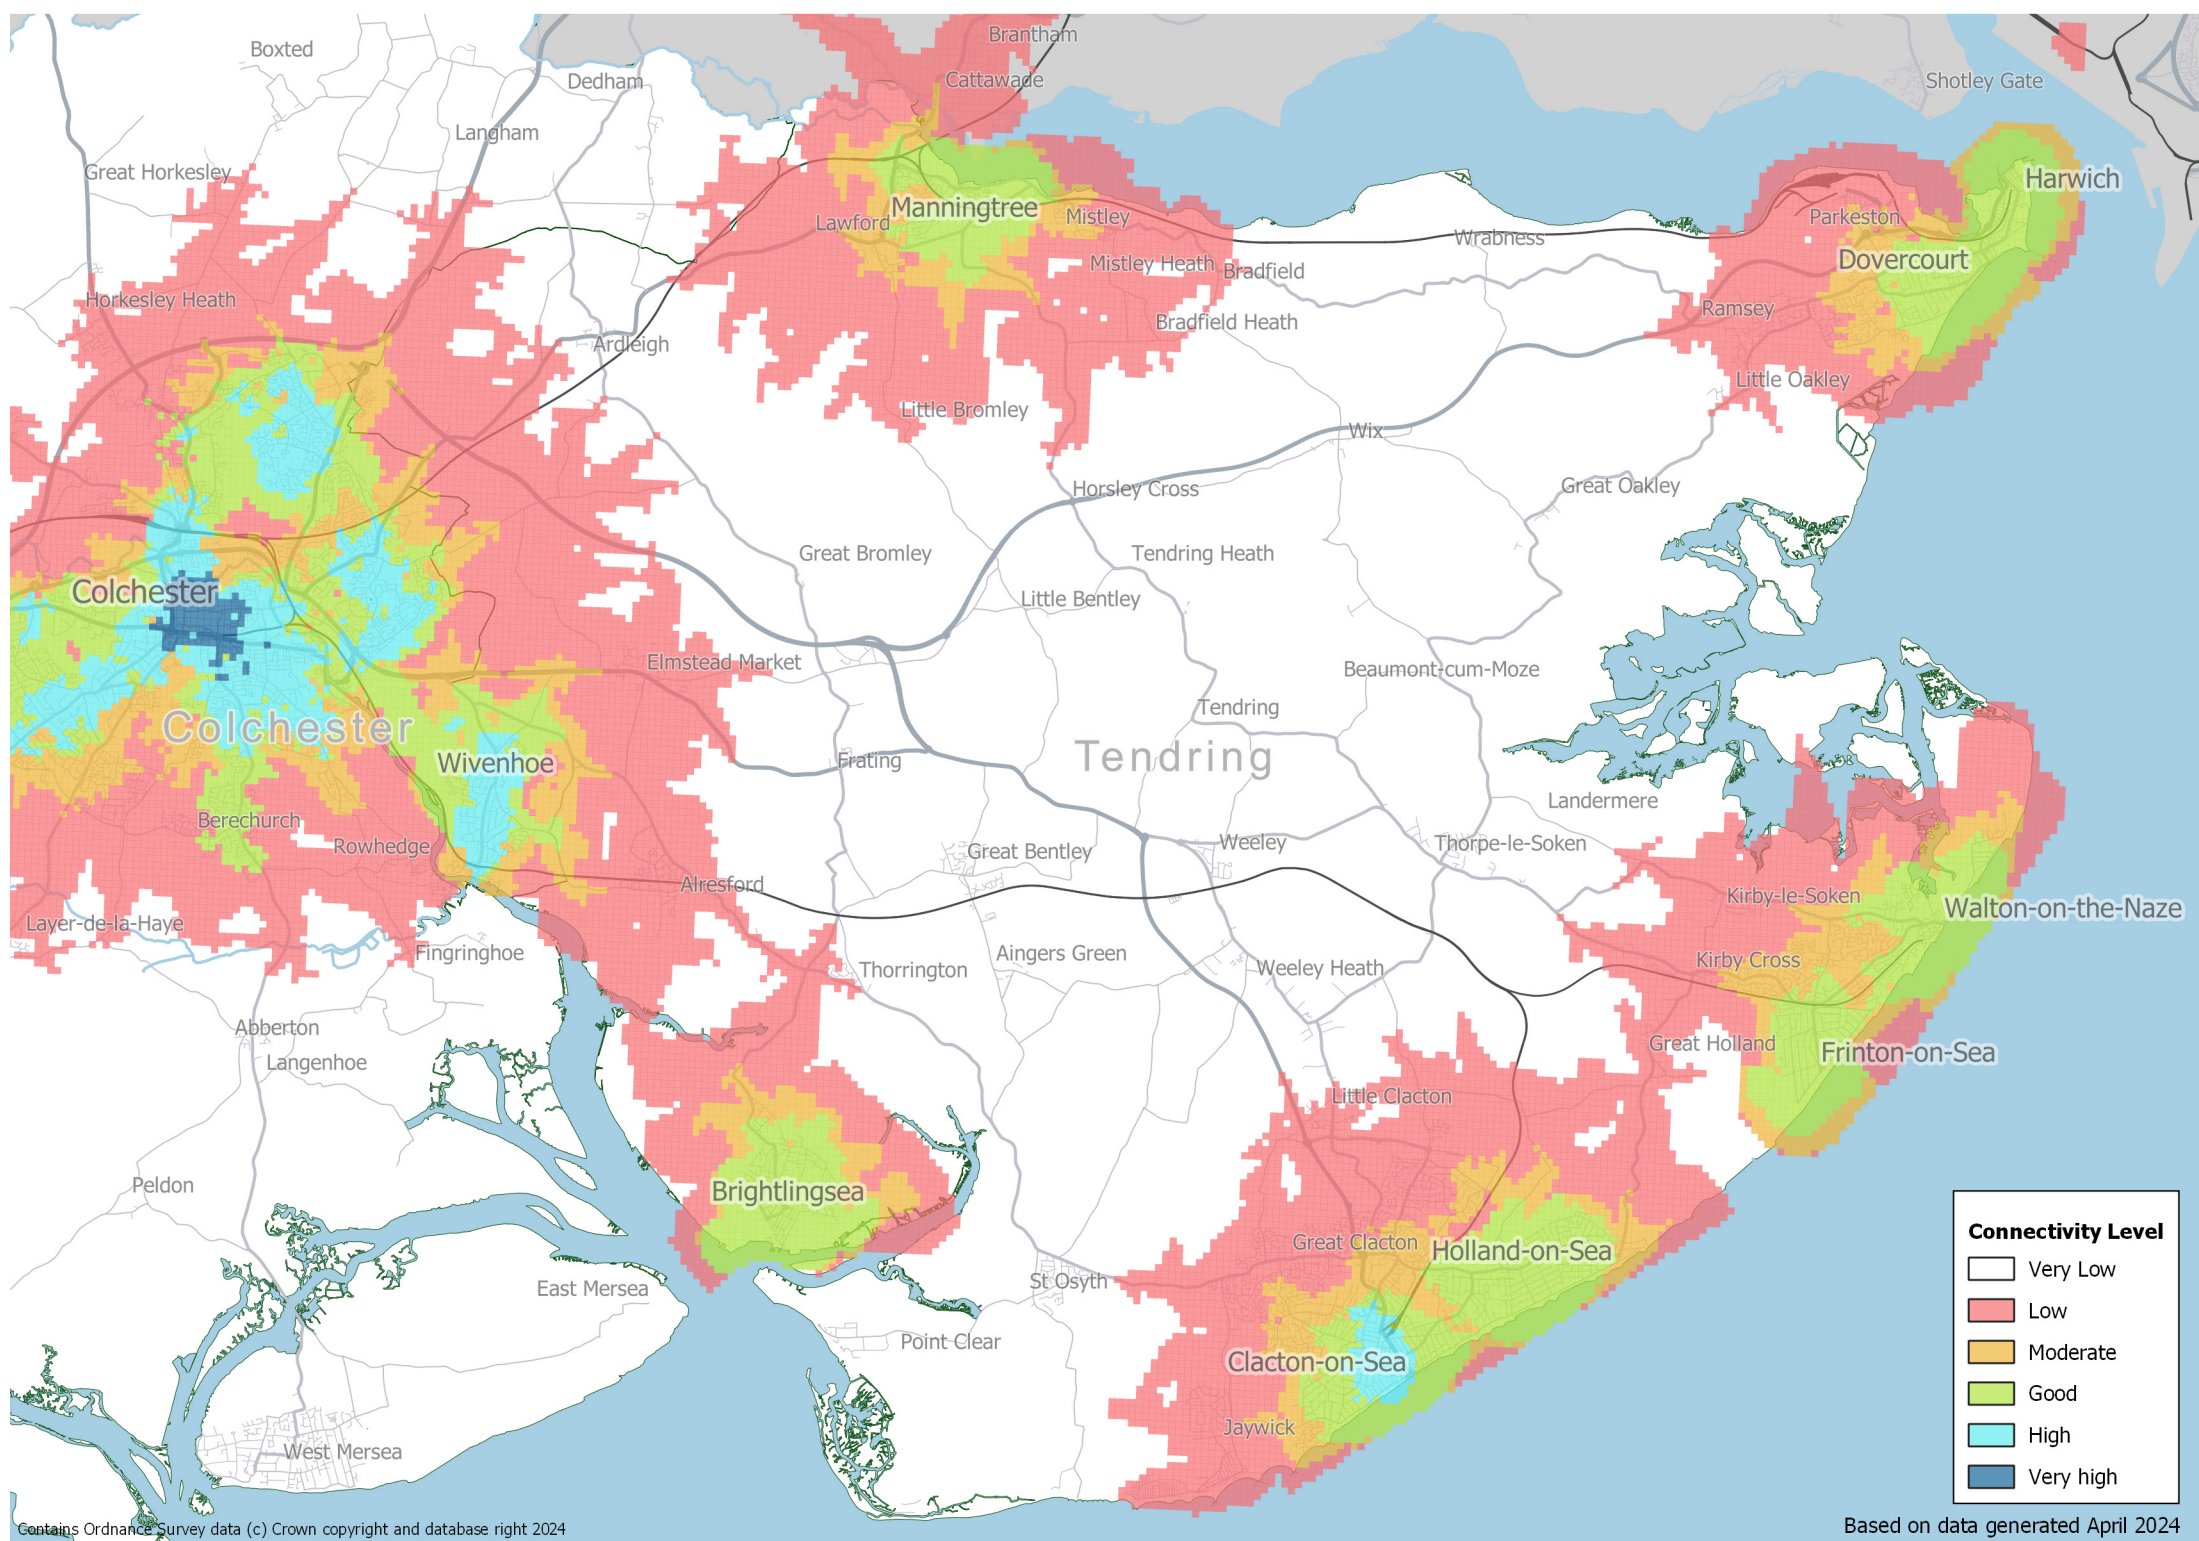 Boxted
Brantham
Dedham
Cattawade
Shotley Gate
Langham
Great Horkesley
Harwich
Manningtree
Lawford
Mistley
Parkeston
Wrabness
Dovercourt
Mistley Heath
Bradfield
Horkesley Heath
Ramsey
Bradfield Heath
Ardleigh
Little Oakley
Little Bromley
Wix
Great Oakley
Horsley Cross
Great Bromley
Tendring Heath
Colchester
Little Bentley
Elmstead Market
Beaumont-cum-Moze
Tendring
Colchester
Tendring
Wivenhoe
Frating
Landermere
Berechurch
Rowhedge
Great Bentley
Weeley
Thorpe-le-Soken
Alresford
Kirby-le-Soken
Walton-on-the-Naze
Layer-de-la-Haye
Fingringhoe
Aingers Green
Kirby Cross
Thorrington
Weeley Heath
Abberton
Great Holland
Frinton-on-Sea
Langenhoe
Little Clacton
Peldon
Brightlingsea
Great Clacton
Holland-on-Sea
East Mersea
St Osyth
Point Clear
Clacton-on-Sea
Jaywick
West Mersea
Connectivity Level
Very Low
Low
Moderate
Good
High
Very high
Contains Ordnance Survey data (c) Crown copyright and database right 2024
Based on data generated April 2024